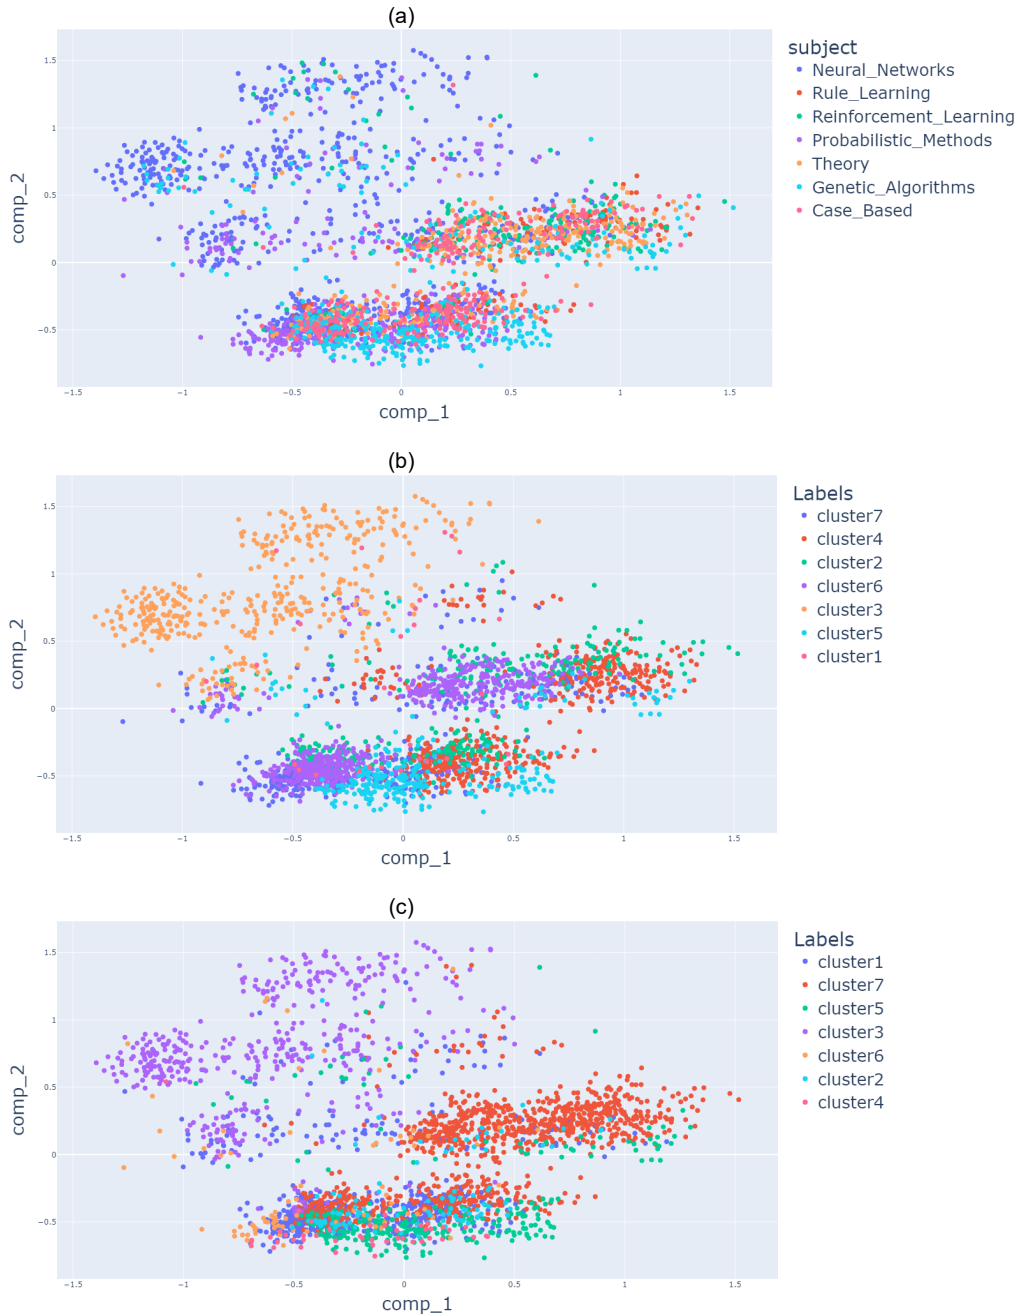 (a)
subject
Neural_Networks
Rule_Learning
Reinforcement_Learning
Probabilistic_Methods
Theory
Genetic_Algorithms
Case_Based
comp_2
1.5
1
0.5
0
−0.5
−1.5
−1
−0.5
0
0.5
1
1.5
comp_1
(b)
Labels
cluster7
cluster4
cluster2
cluster6
cluster3
cluster5
cluster1
comp_2
1.5
1
0.5
0
−0.5
−1.5
−1
−0.5
0
0.5
1
1.5
comp_1
(c)
Labels
cluster1
cluster7
cluster5
cluster3
cluster6
cluster2
cluster4
comp_2
1.5
1
0.5
0
−0.5
−1.5
−1
−0.5
0
0.5
1
1.5
comp_1